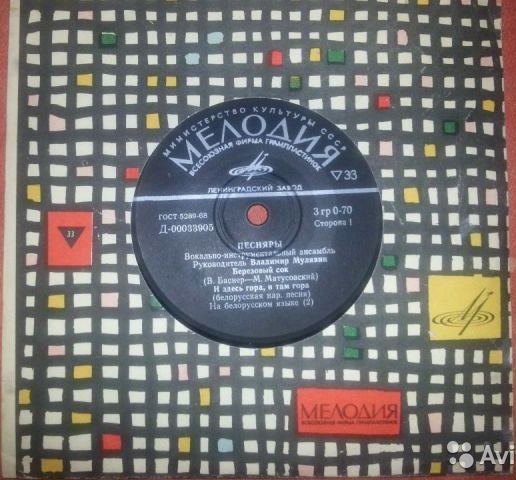 МИНИСТЕРСТВО КУЛЬТУРЫ СССР
МЕЛОДИЯ
ВСЕСОЮЗНАЯ ФИРМА ГРАМПЛАСТИНОК
▽33
ЛЕНИНГРАДСКИЙ ЗАВОД
ГОСТ 5289-68
Д-00033905
3 гр 0-70
Сторона 1
ПЕСНЯРЫ
Вокально-инструментальный ансамбль
Руководитель Владимир Мулявин
Березовый сок
(В. Баснер—М. Матусовский)
И здесь гора, и там гора
(белорусская нар. песня)
На белорусском языке (2)
33
МЕЛОДИЯ
ВСЕСОЮЗНАЯ ФИРМА ГРАМПЛАСТИНОК
Avi